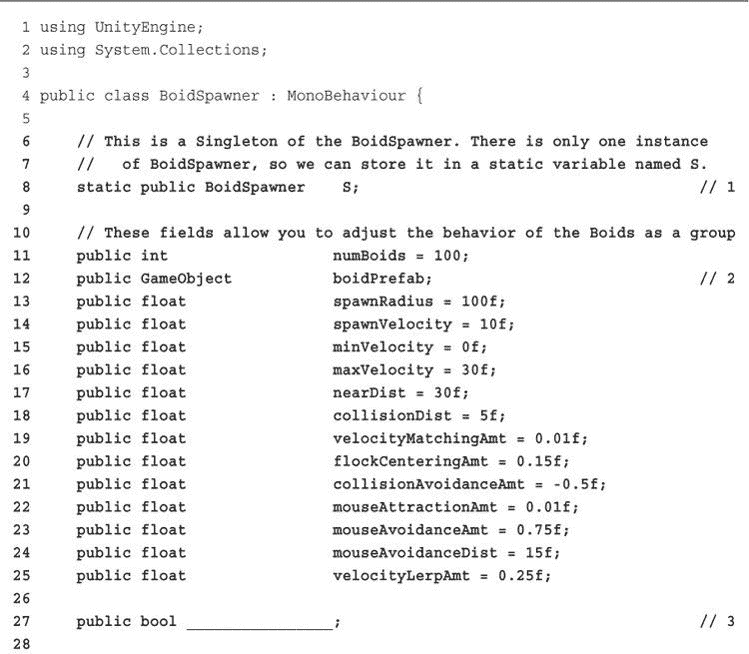 1 using UnityEngine;
2 using System.Collections;
3
4 public class BoidSpawner : MonoBehaviour {
5
6 // This is a Singleton of the BoidSpawner. There is only one instance
7 // of BoidSpawner, so we can store it in a static variable named S.
8 static public BoidSpawner S; // 1
9
10 // These fields allow you to adjust the behavior of the Boids as a group
11 public int numBoids = 100;
12 public GameObject boidPrefab; // 2
13 public float spawnRadius = 100f;
14 public float spawnVelocity = 10f;
15 public float minVelocity = 0f;
16 public float maxVelocity = 30f;
17 public float nearDist = 30f;
18 public float collisionDist = 5f;
19 public float velocityMatchingAmt = 0.01f;
20 public float flockCenteringAmt = 0.15f;
21 public float collisionAvoidanceAmt = -0.5f;
22 public float mouseAttractionAmt = 0.01f;
23 public float mouseAvoidanceAmt = 0.75f;
24 public float mouseAvoidanceDist = 15f;
25 public float velocityLerpAmt = 0.25f;
26
27 public bool ________________; // 3
28